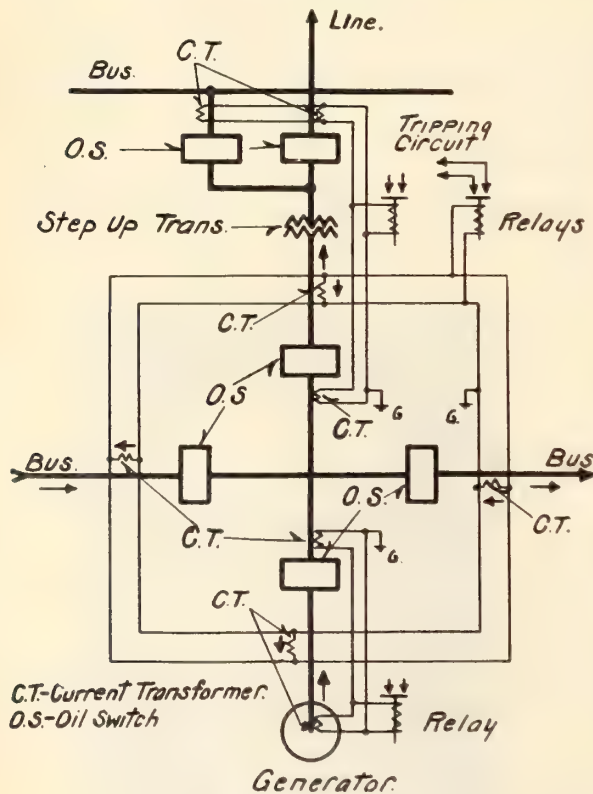 Line.
C.T.
Bus.
O.S.
Tripping
Circuit
Step Up Trans.
Relays
C.T.
O.S
C.T.
G.
G.
Bus.
Bus
O.S.
C.T.
C.T.
G.
C.T.
C.T.-Current Transformer.
O.S.-Oil Switch
Relay
Generator.